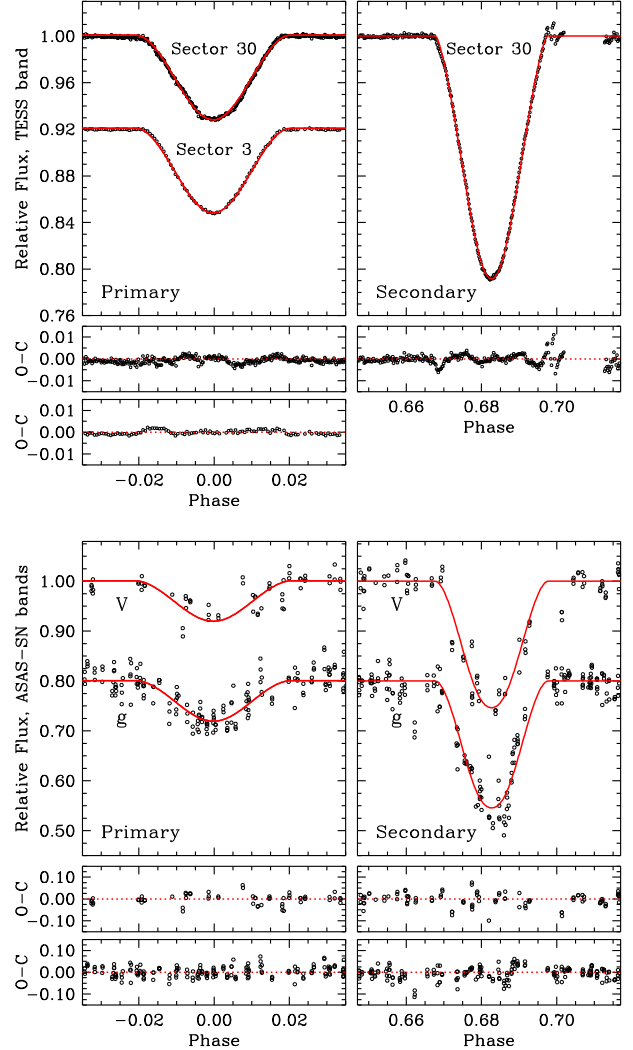 Relative Flux, TESS band
1.00
0.96
0.92
0.88
0.84
0.80
0.76
Sector 30
Sector 3
Primary
Sector 30
Secondary
O−C
0.01
0.00
−0.01
O−C
0.01
0.00
−0.01
−0.02 0.00 0.02
Phase
0.66 0.68 0.70
Phase
Relative Flux, ASAS−SN bands
1.00
0.90
0.80
0.70
0.60
0.50
V
g
Primary
V
g
Secondary
O−C
0.10
0.00
−0.10
O−C
0.10
0.00
−0.10
−0.02 0.00 0.02
Phase
0.66 0.68 0.70
Phase